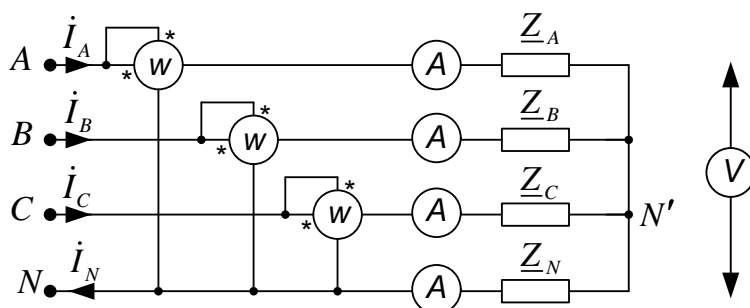 A İ_A * * W A Z_A
B İ_B * * W A Z_B
C İ_C * * W A Z_C N′
N İ_N A Z_N
V